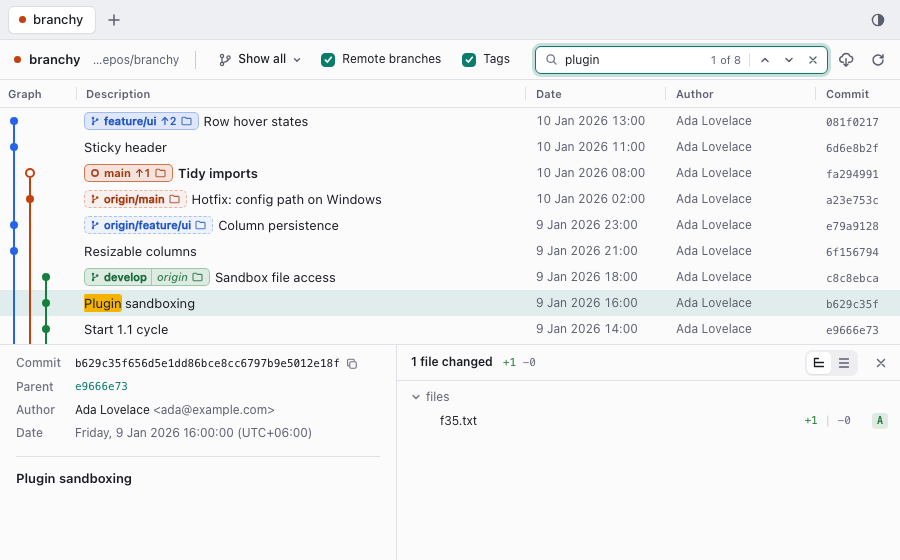 branchy
branchy ...epos/branchy Show all Remote branches Tags plugin 1 of 8
Graph Description Date Author Commit
feature/ui ↑2 Row hover states 10 Jan 2026 13:00 Ada Lovelace 081f0217
Sticky header 10 Jan 2026 11:00 Ada Lovelace 6d6e8b2f
main ↑1 Tidy imports 10 Jan 2026 08:00 Ada Lovelace fa294991
origin/main Hotfix: config path on Windows 10 Jan 2026 02:00 Ada Lovelace a23e753c
origin/feature/ui Column persistence 9 Jan 2026 23:00 Ada Lovelace e79a9128
Resizable columns 9 Jan 2026 21:00 Ada Lovelace 6f156794
develop origin Sandbox file access 9 Jan 2026 18:00 Ada Lovelace c8c8ebca
Plugin sandboxing 9 Jan 2026 16:00 Ada Lovelace b629c35f
Start 1.1 cycle 9 Jan 2026 14:00 Ada Lovelace e9666e73
Commit b629c35f656d5e1dd86bce8cc6797b9e5012e18f
Parent e9666e73
Author Ada Lovelace <ada@example.com>
Date Friday, 9 Jan 2026 16:00:00 (UTC+06:00)
Plugin sandboxing
1 file changed +1 −0
files
f35.txt +1 | −0 A